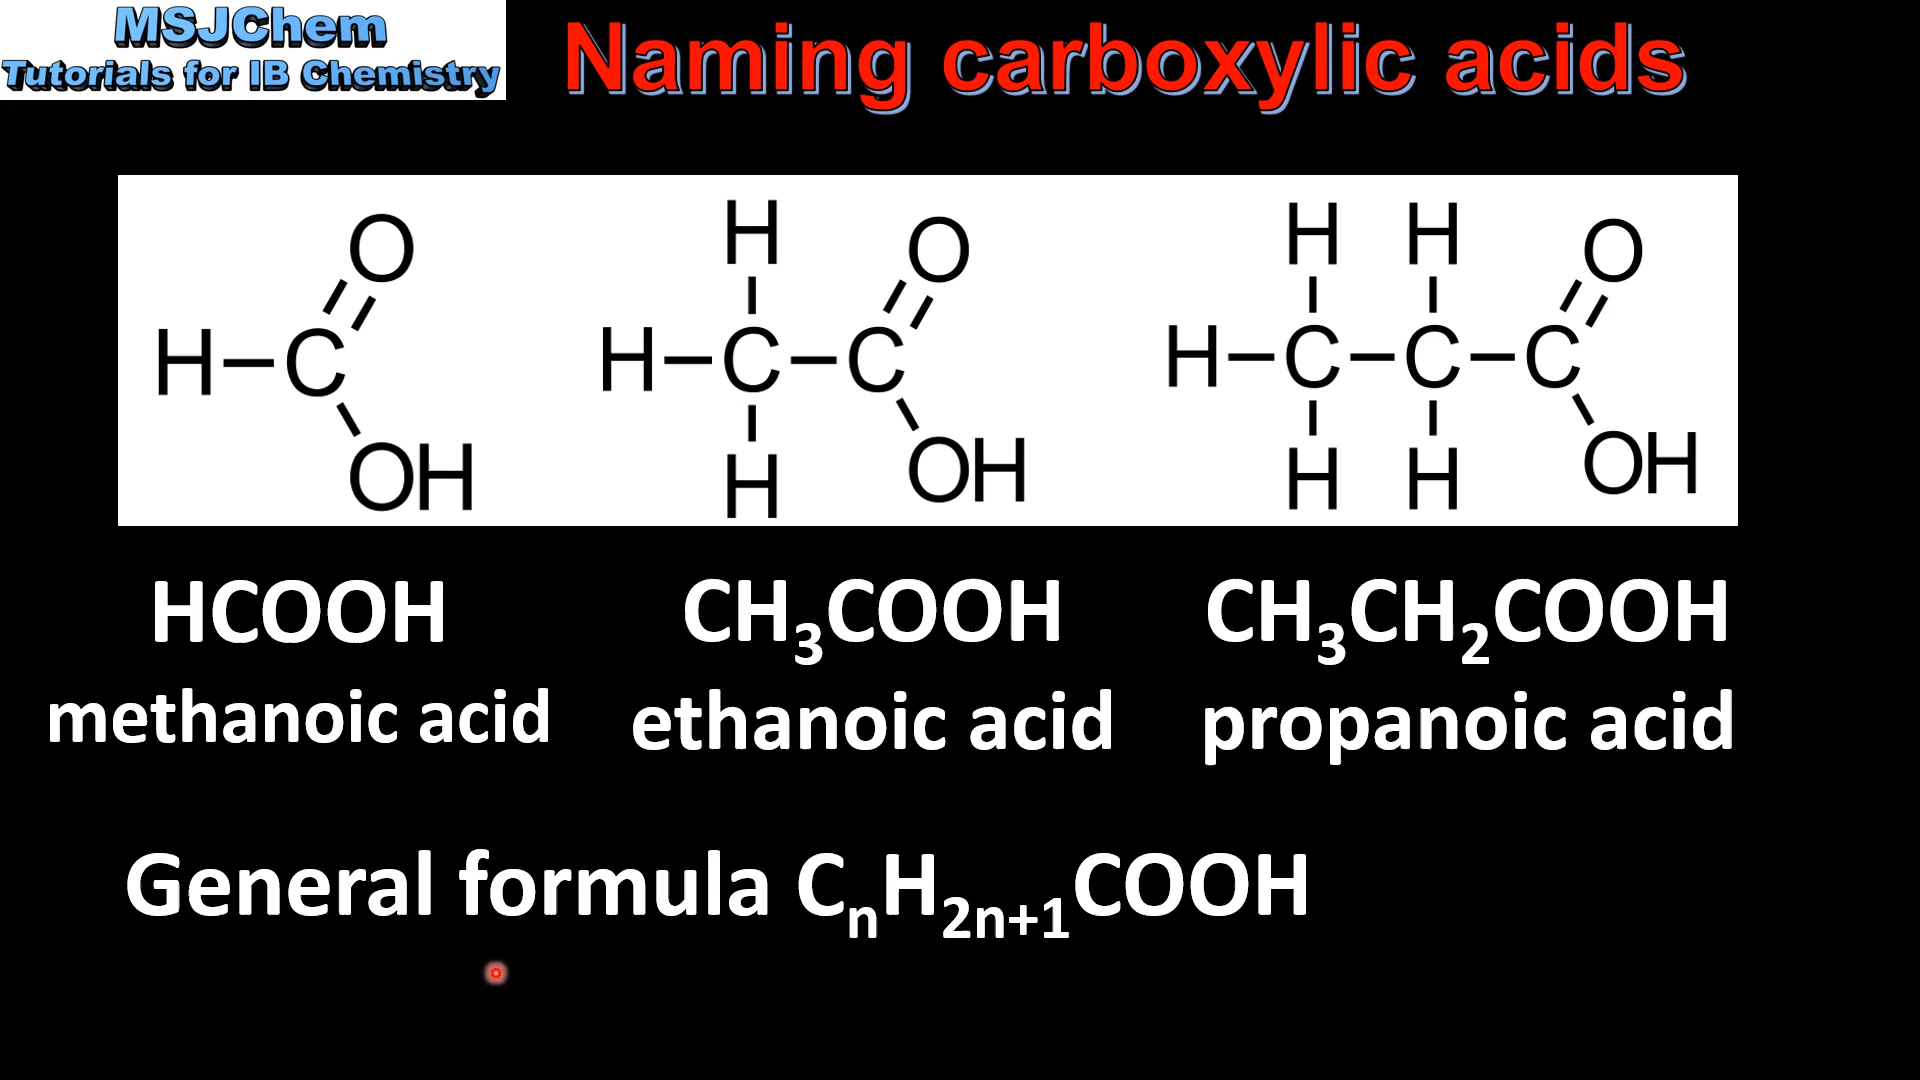 MSJChem
Tutorials for IB Chemistry
Naming carboxylic acids
O
H–C
OH
H
O
H–C–C
H
OH
H H
O
H–C–C–C
H H
OH
HCOOH
CH₃COOH
CH₃CH₂COOH
methanoic acid
ethanoic acid
propanoic acid
General formula CₙH₂ₙ₊₁COOH